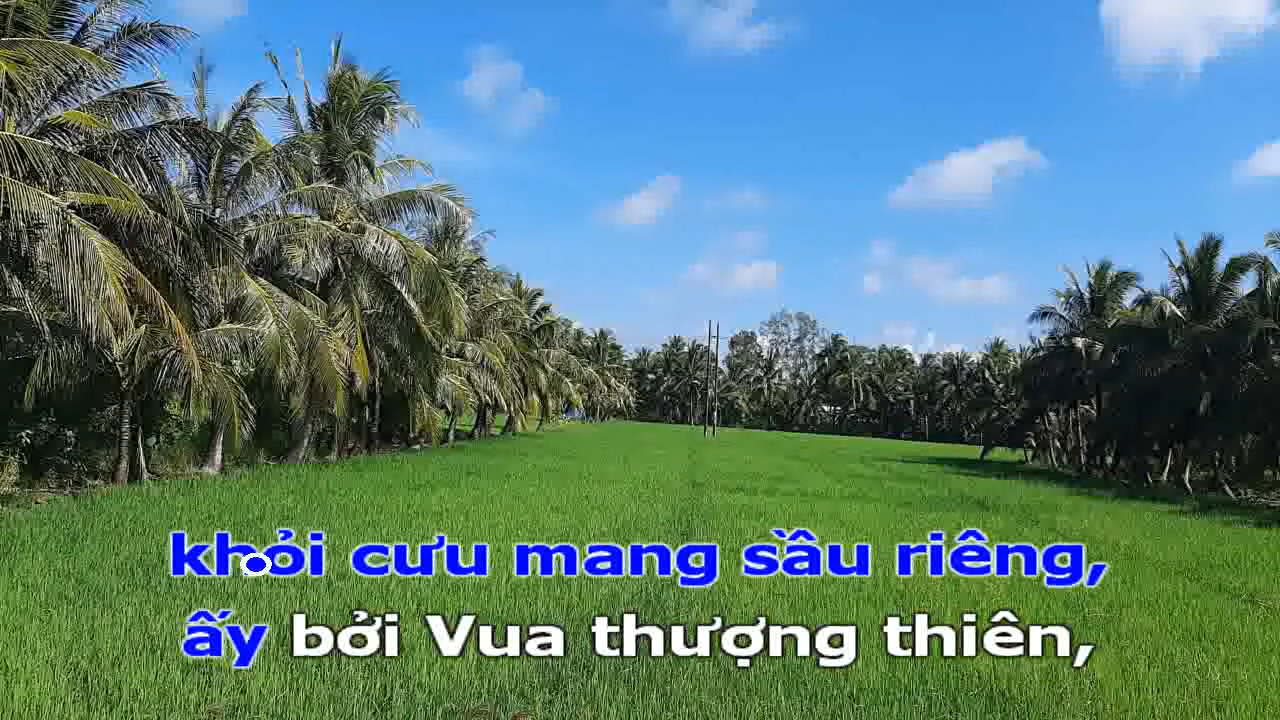 khỏi cưu mang sầu riêng,
ấy bởi Vua thượng thiên,